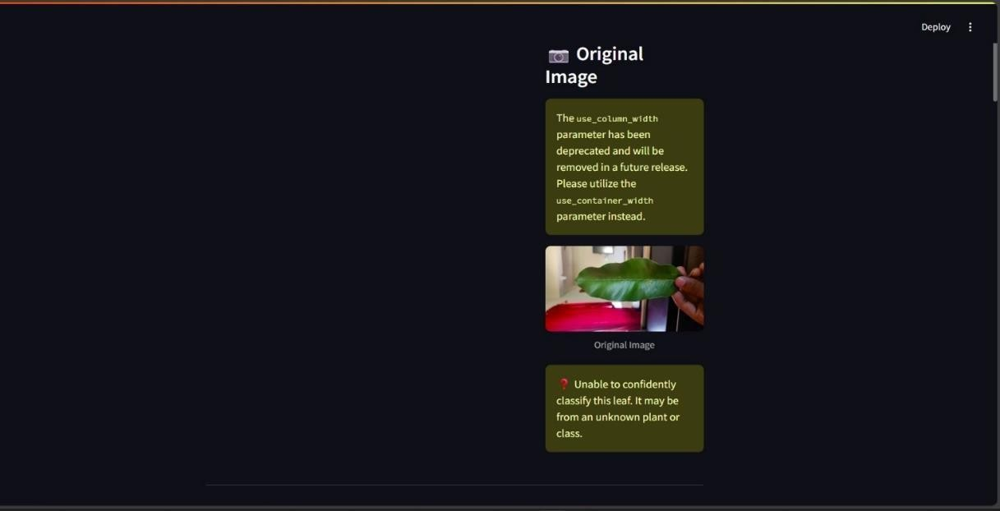 Deploy
📷 Original
Image
The use_column_width
parameter has been
deprecated and will be
removed in a future release.
Please utilize the
use_container_width
parameter instead.
Original Image
❓ Unable to confidently
classify this leaf. It may be
from an unknown plant or
class.